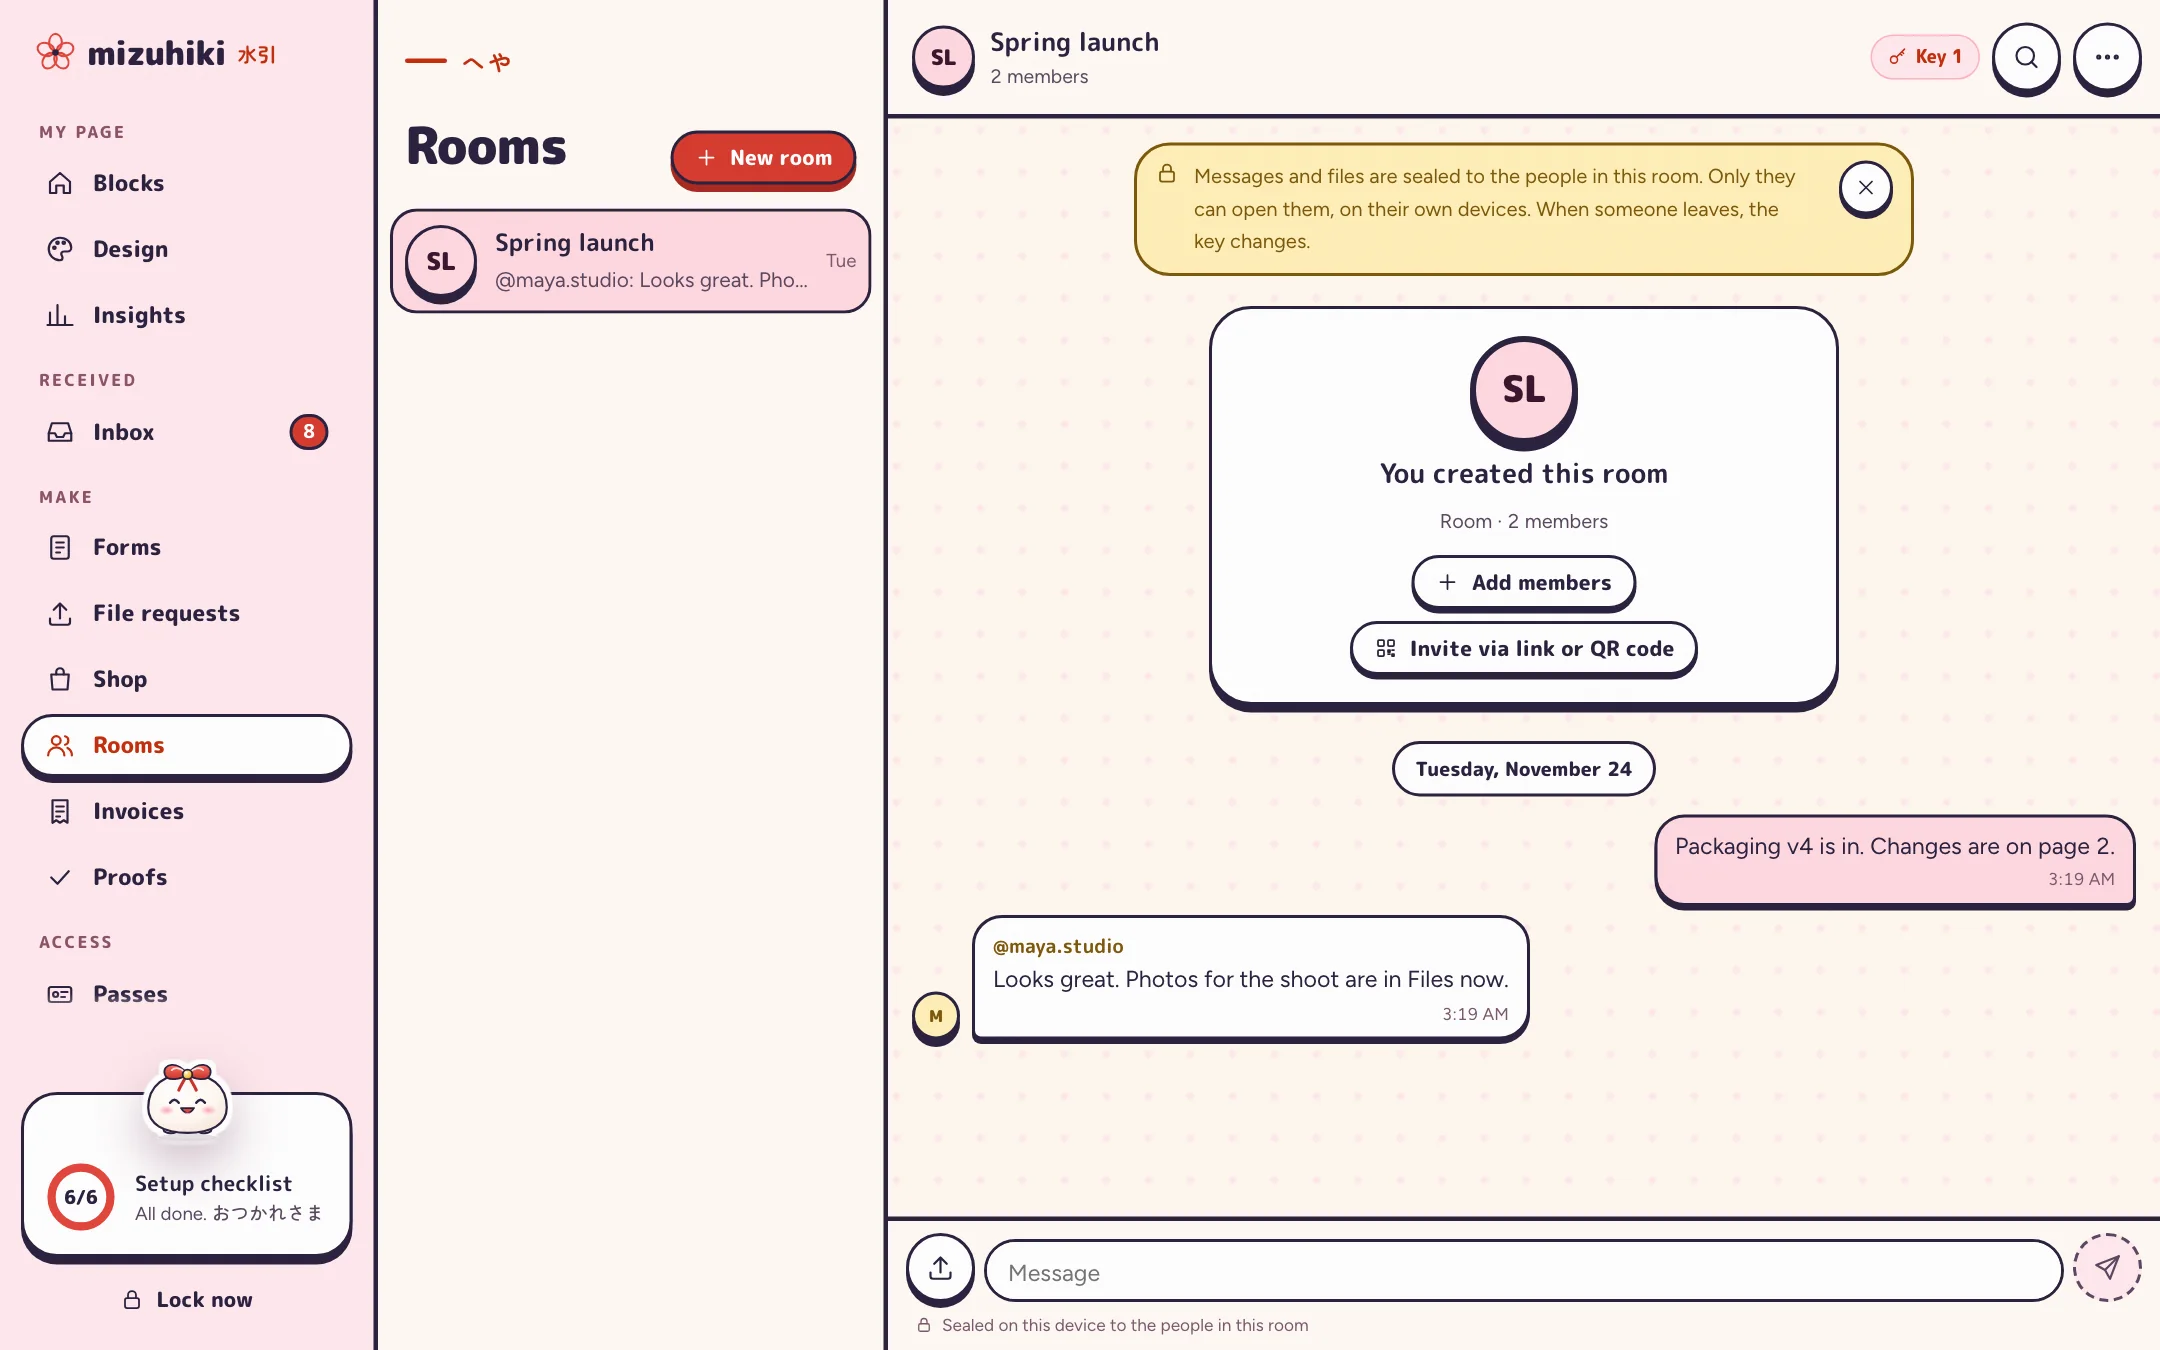 mizuhiki 水引
MY PAGE
Blocks
Design
Insights
RECEIVED
Inbox 8
MAKE
Forms
File requests
Shop
Rooms
Invoices
Proofs
ACCESS
Passes
6/6
Setup checklist
All done. おつかれさま
Lock now
へや
Rooms
New room
SL
Spring launch
@maya.studio: Looks great. Pho...
Tue
SL
Spring launch
2 members
Key 1
Messages and files are sealed to the people in this room. Only they
can open them, on their own devices. When someone leaves, the
key changes.
SL
You created this room
Room · 2 members
Add members
Invite via link or QR code
Tuesday, November 24
Packaging v4 is in. Changes are on page 2.
3:19 AM
@maya.studio
Looks great. Photos for the shoot are in Files now.
3:19 AM
M
Message
Sealed on this device to the people in this room